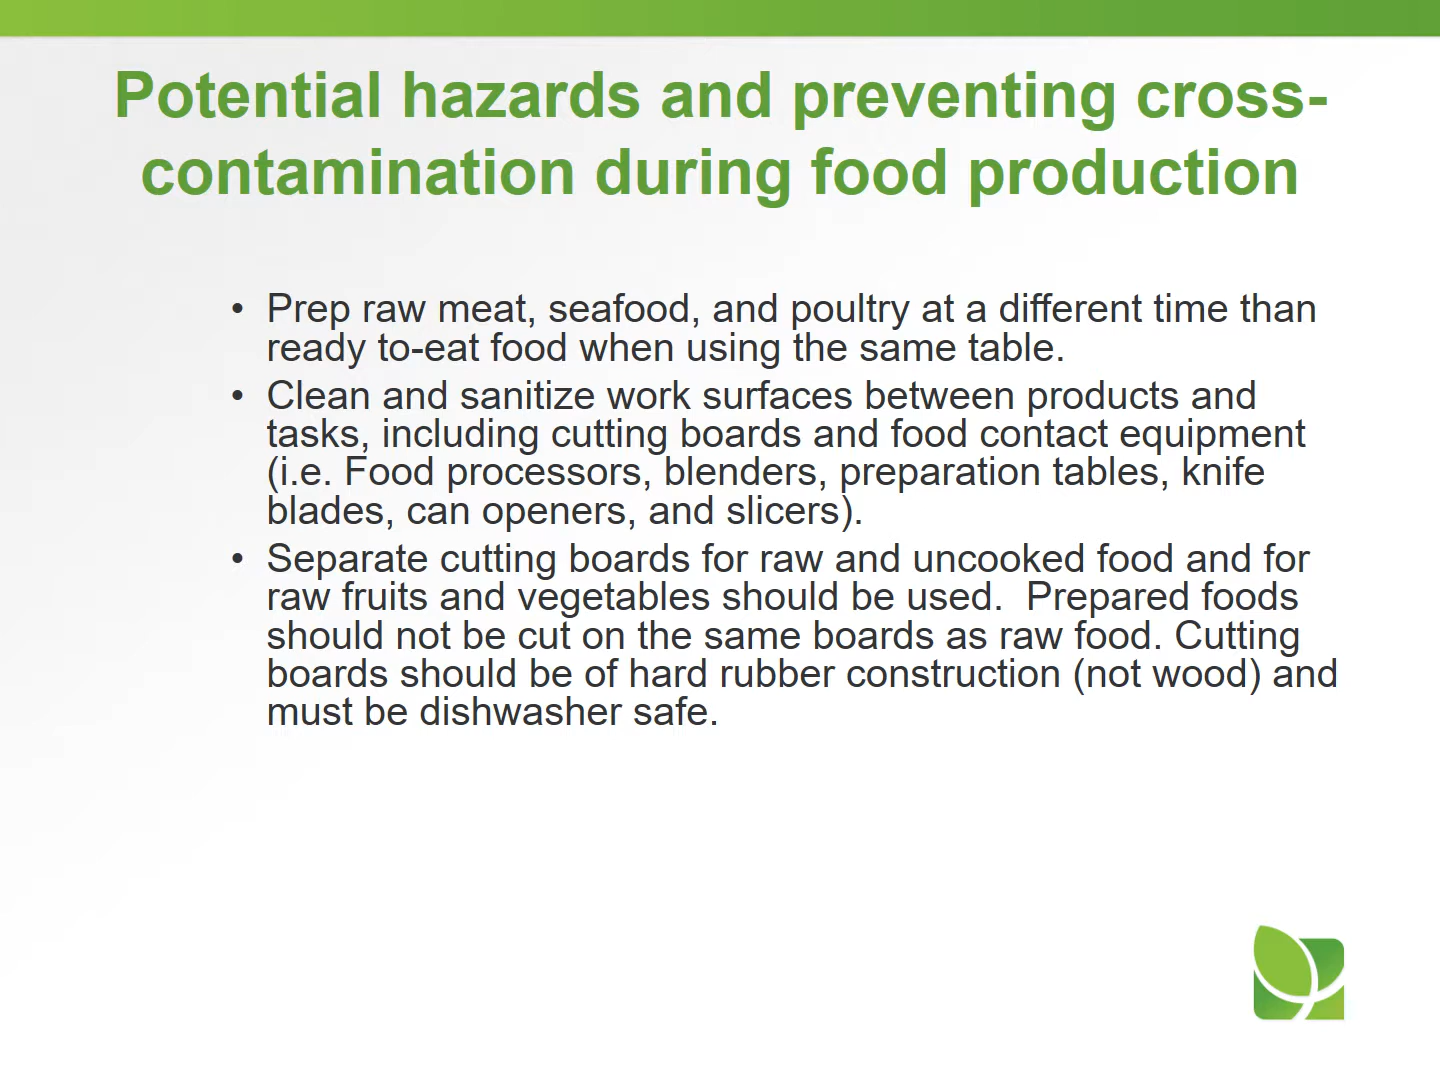 Potential hazards and preventing cross-
contamination during food production
• Prep raw meat, seafood, and poultry at a different time than
ready to-eat food when using the same table.
• Clean and sanitize work surfaces between products and
tasks, including cutting boards and food contact equipment
(i.e. Food processors, blenders, preparation tables, knife
blades, can openers, and slicers).
• Separate cutting boards for raw and uncooked food and for
raw fruits and vegetables should be used.  Prepared foods
should not be cut on the same boards as raw food. Cutting
boards should be of hard rubber construction (not wood) and
must be dishwasher safe.